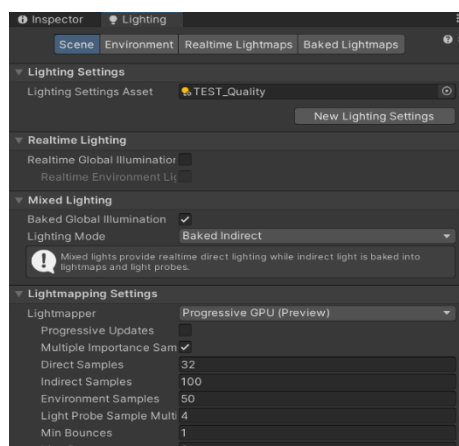 Inspector Lighting
Scene Environment Realtime Lightmaps Baked Lightmaps
Lighting Settings
Lighting Settings Asset TEST_Quality
New Lighting Settings
Realtime Lighting
Realtime Global Illumination
Realtime Environment Lig
Mixed Lighting
Baked Global Illumination
Lighting Mode Baked Indirect
Mixed lights provide realtime direct lighting while indirect light is baked into
lightmaps and light probes.
Lightmapping Settings
Lightmapper Progressive GPU (Preview)
Progressive Updates
Multiple Importance Sam
Direct Samples 32
Indirect Samples 100
Environment Samples 50
Light Probe Sample Multi 4
Min Bounces 1